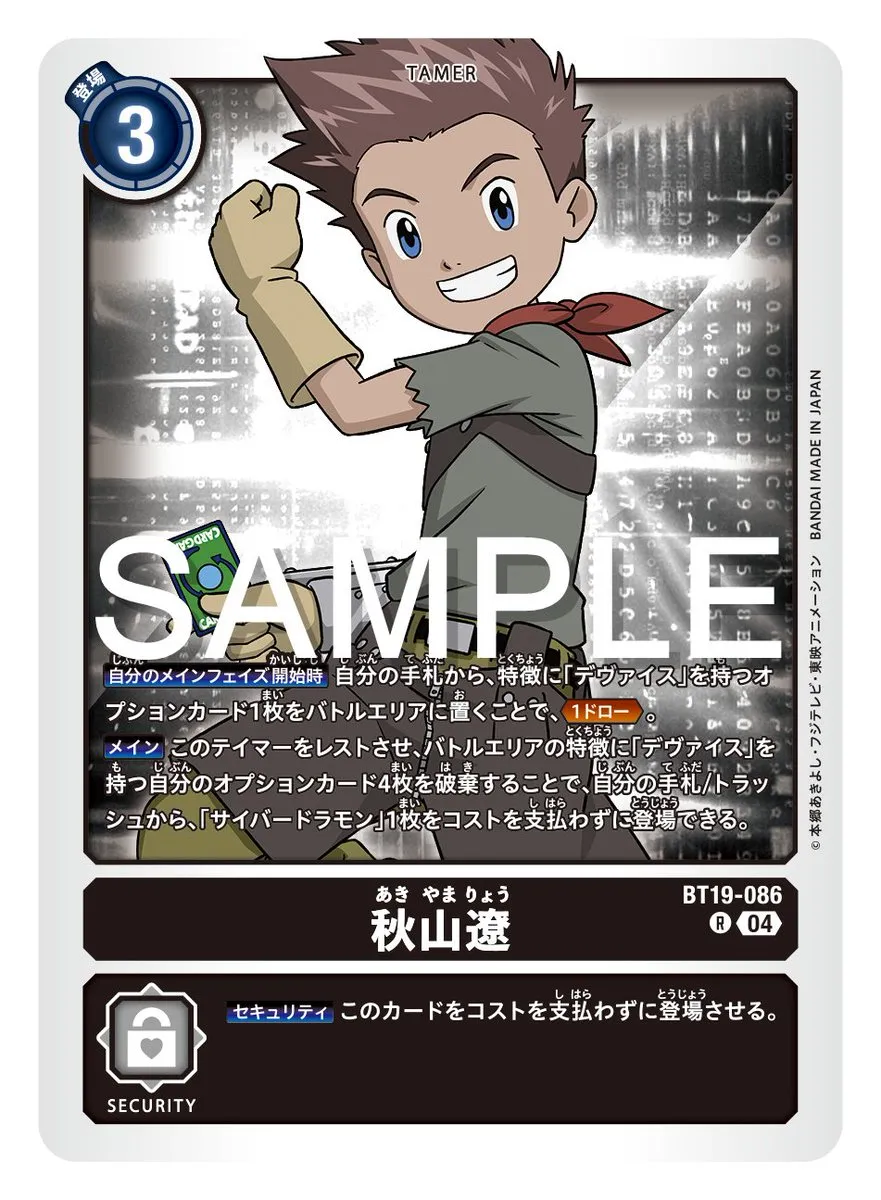 登場
3
TAMER
CARDGA
SAMPLE
自分のメインフェイズ開始時 自分の手札から、特徴に「デヴァイス」を持つオ
プションカード1枚をバトルエリアに置くことで、1ドロー。
メイン このテイマーをレストさせ、バトルエリアの特徴に「デヴァイス」を
持つ自分のオプションカード4枚を破棄することで、自分の手札/トラッ
シュから、「サイバードラモン」1枚をコストを支払わずに登場できる。
©本郷あきよし・フジテレビ・東映アニメーション BANDAI MADE IN JAPAN
あき やま りょう
秋山遼
BT19-086
R 04
セキュリティ このカードをコストを支払わずに登場させる。
SECURITY